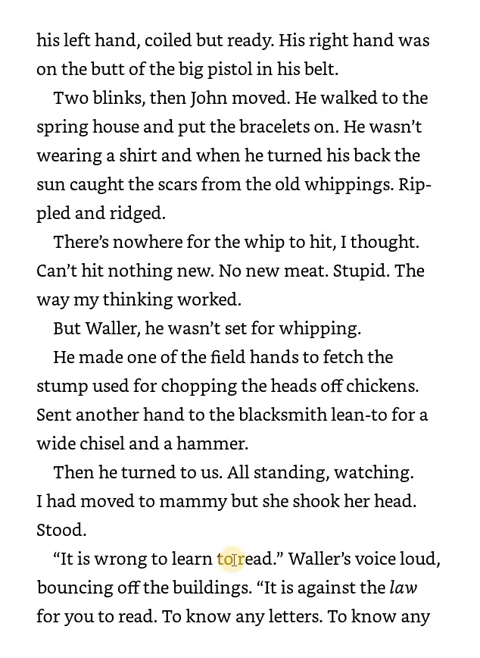 his left hand, coiled but ready. His right hand was
on the butt of the big pistol in his belt.
Two blinks, then John moved. He walked to the
spring house and put the bracelets on. He wasn’t
wearing a shirt and when he turned his back the
sun caught the scars from the old whippings. Rip-
pled and ridged.
There’s nowhere for the whip to hit, I thought.
Can’t hit nothing new. No new meat. Stupid. The
way my thinking worked.
But Waller, he wasn’t set for whipping.
He made one of the field hands to fetch the
stump used for chopping the heads off chickens.
Sent another hand to the blacksmith lean-to for a
wide chisel and a hammer.
Then he turned to us. All standing, watching.
I had moved to mammy but she shook her head.
Stood.
“It is wrong to learn to read.” Waller’s voice loud,
bouncing off the buildings. “It is against the law
for you to read. To know any letters. To know any